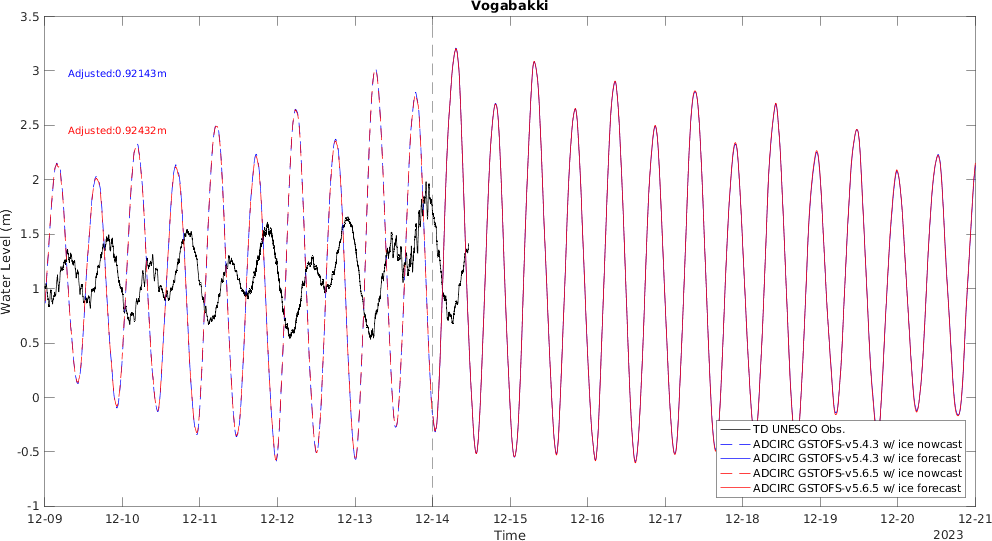 Vogabakki
3.5
3
2.5
2
1.5
1
0.5
0
-0.5
-1
Water Level (m)
Adjusted:0.92143m
Adjusted:0.92432m
TD UNESCO Obs.
ADCIRC GSTOFS-v5.4.3 w/ ice nowcast
ADCIRC GSTOFS-v5.4.3 w/ ice forecast
ADCIRC GSTOFS-v5.6.5 w/ ice nowcast
ADCIRC GSTOFS-v5.6.5 w/ ice forecast
12-09 12-10 12-11 12-12 12-13 12-14 12-15 12-16 12-17 12-18 12-19 12-20 12-21
Time
2023